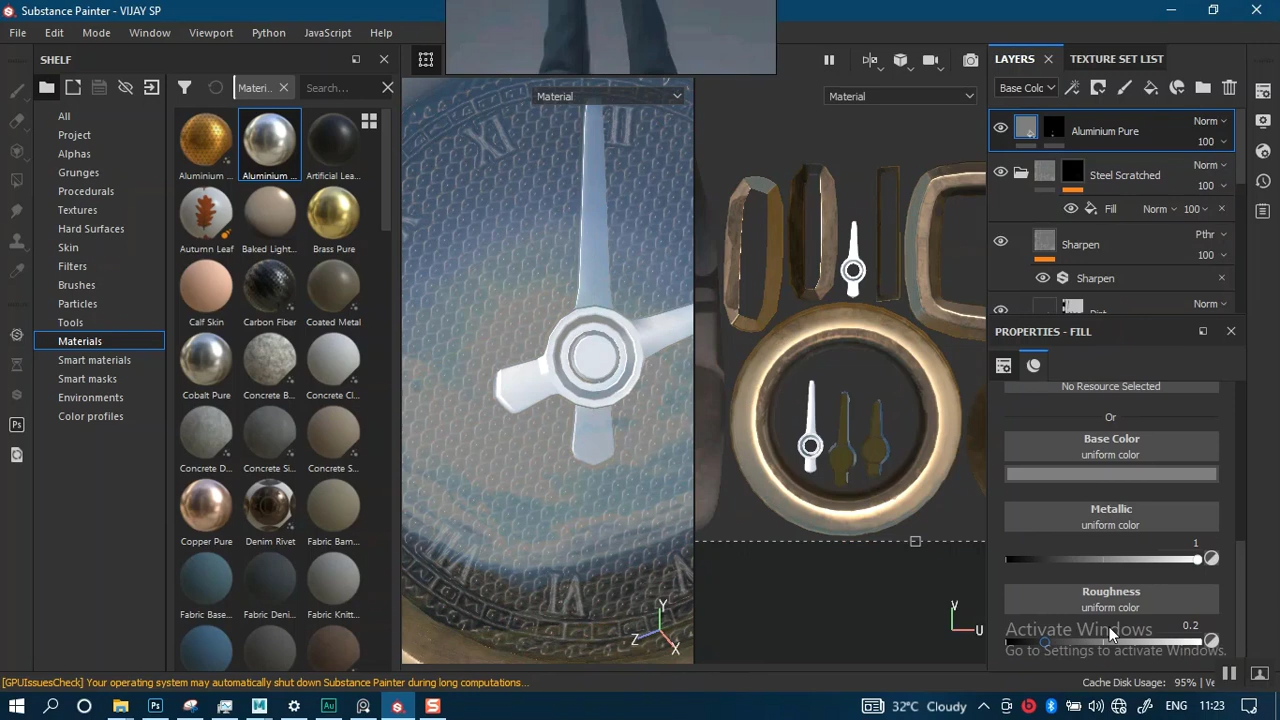 Substance Painter - VIJAY SP
File Edit Mode Window Viewport Python JavaScript Help
SHELF
Materi...
Search...
All
Project
Alphas
Grunges
Procedurals
Textures
Hard Surfaces
Skin
Filters
Brushes
Particles
Tools
Materials
Smart materials
Smart masks
Environments
Color profiles
Aluminium ... Aluminium ... Artificial Lea...
Autumn Leaf Baked Light... Brass Pure
Calf Skin Carbon Fiber Coated Metal
Cobalt Pure Concrete B... Concrete Cl...
Concrete D... Concrete Si... Concrete S...
Copper Pure Denim Rivet Fabric Bam...
Fabric Base... Fabric Deni... Fabric Knitt...
Material
Material
XI
II
VI
Y
Z
X
V
U
LAYERS
TEXTURE SET LIST
Base Colc
Aluminium Pure
Norm
100
Steel Scratched
Norm
100
Fill Norm 100
Sharpen
Pthr
100
Sharpen
Norm
PROPERTIES - FILL
No Resource Selected
Or
Base Color
uniform color
Metallic
uniform color
1
Roughness
uniform color
0.2
Activate Windows
Go to Settings to activate Windows.
[GPUIssuesCheck] Your operating system may automatically shut down Substance Painter during long computations...
Cache Disk Usage: 95% | Ve
Ps
Ps
Au
M
S
32°C Cloudy
ENG
11:23